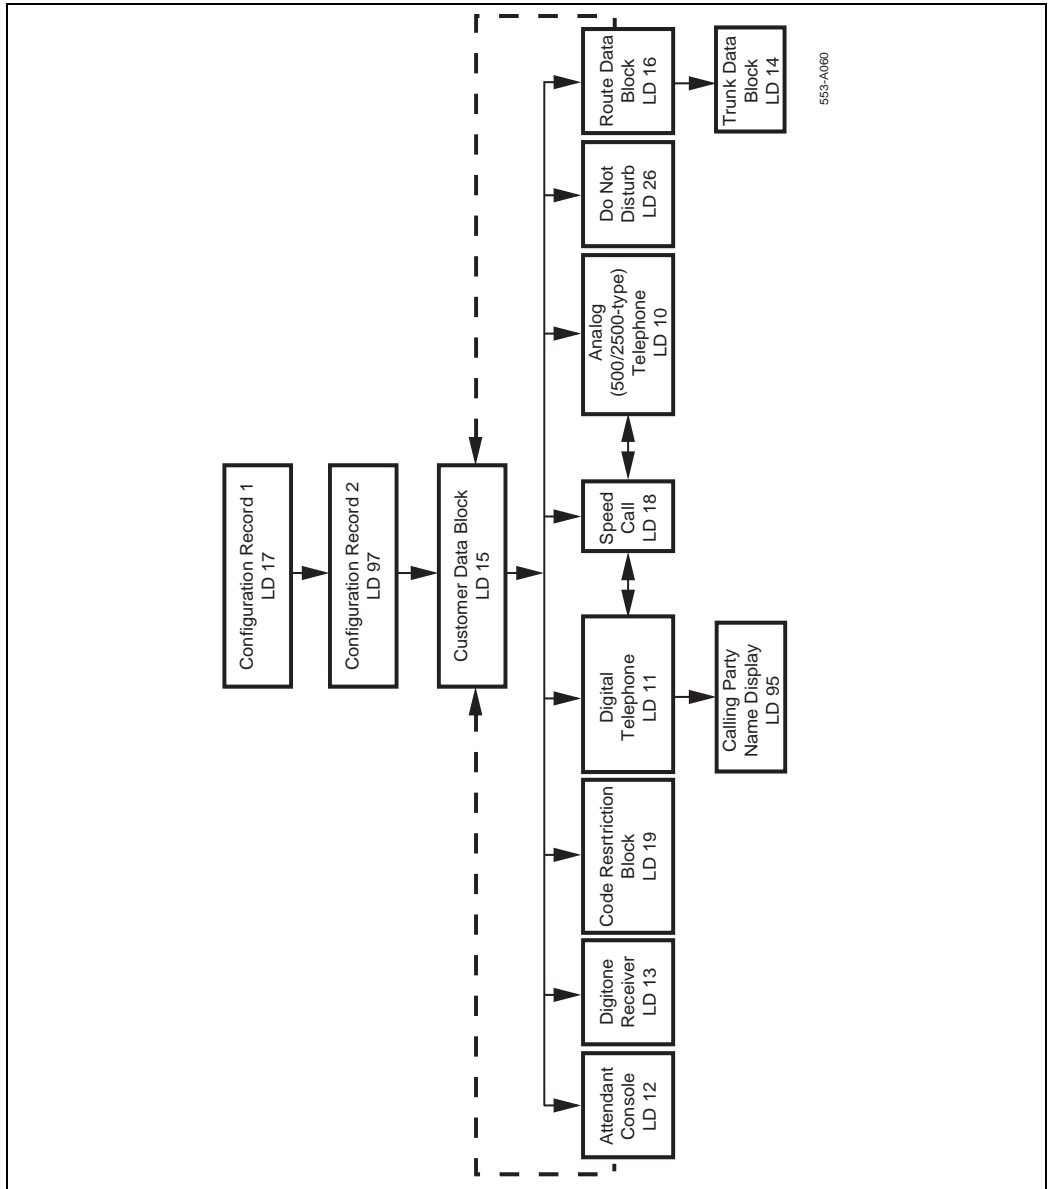 Configuration Record 1
LD 17
Configuration Record 2
LD 97
Customer Data Block
LD 15
Attendant
Console
LD 12
Digitone
Receiver
LD 13
Code Resrtriction
Block
LD 19
Digital
Telephone
LD 11
Speed
Call
LD 18
Analog
(500/2500-type)
Telephone
LD 10
Do Not
Disturb
LD 26
Route Data
Block
LD 16
Calling Party
Name Display
LD 95
Trunk Data
Block
LD 14
553-A060